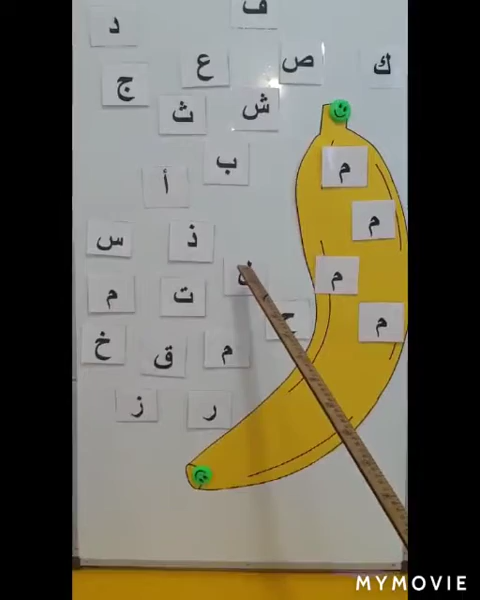 ف
د
ك
ص
ع
ج
ش
ث
ب
م
أ
م
ذ
س
م
ت
م
ح
م
م
ق
خ
ر
ز
MYMOVIE